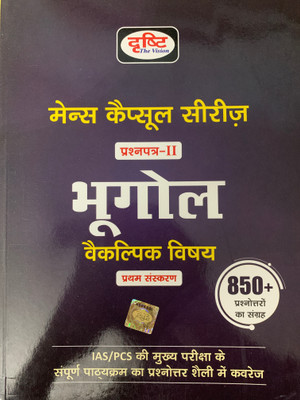 दृष्टि
The Vision
मेन्स कैप्सूल सीरीज़
प्रश्नपत्र-II
भूगोल
वैकल्पिक विषय
प्रथम संस्करण
850+
प्रश्नोत्तरों
का संग्रह
IAS/PCS की मुख्य परीक्षा के
संपूर्ण पाठ्यक्रम का प्रश्नोत्तर शैली में कवरेज